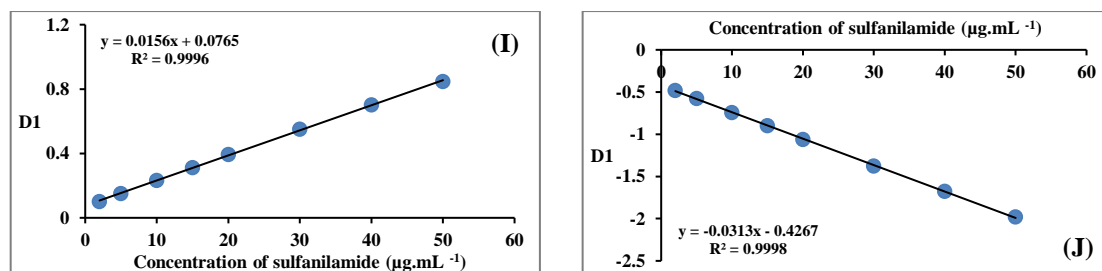 1.2
y = 0.0156x + 0.0765
R² = 0.9996
(I)
0.8
D1
0.4
0
0 10 20 30 40 50 60
Concentration of sulfanilamide (µg.mL -1)
Concentration of sulfanilamide (µg.mL -1)
0
0 10 20 30 40 50 60
-0.5
-1
D1
-1.5
-2
y = -0.0313x - 0.4267
R² = 0.9998
(J)
-2.5